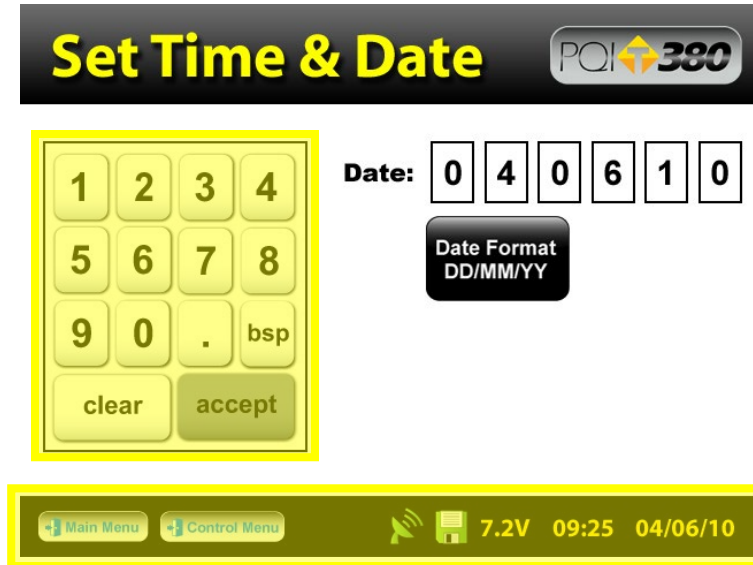 Set Time & Date PQI 380
1 2 3 4
5 6 7 8
9 0 . bsp
clear accept
Date: 0 4 0 6 1 0
Date Format
DD/MM/YY
Main Menu Control Menu 7.2V 09:25 04/06/10